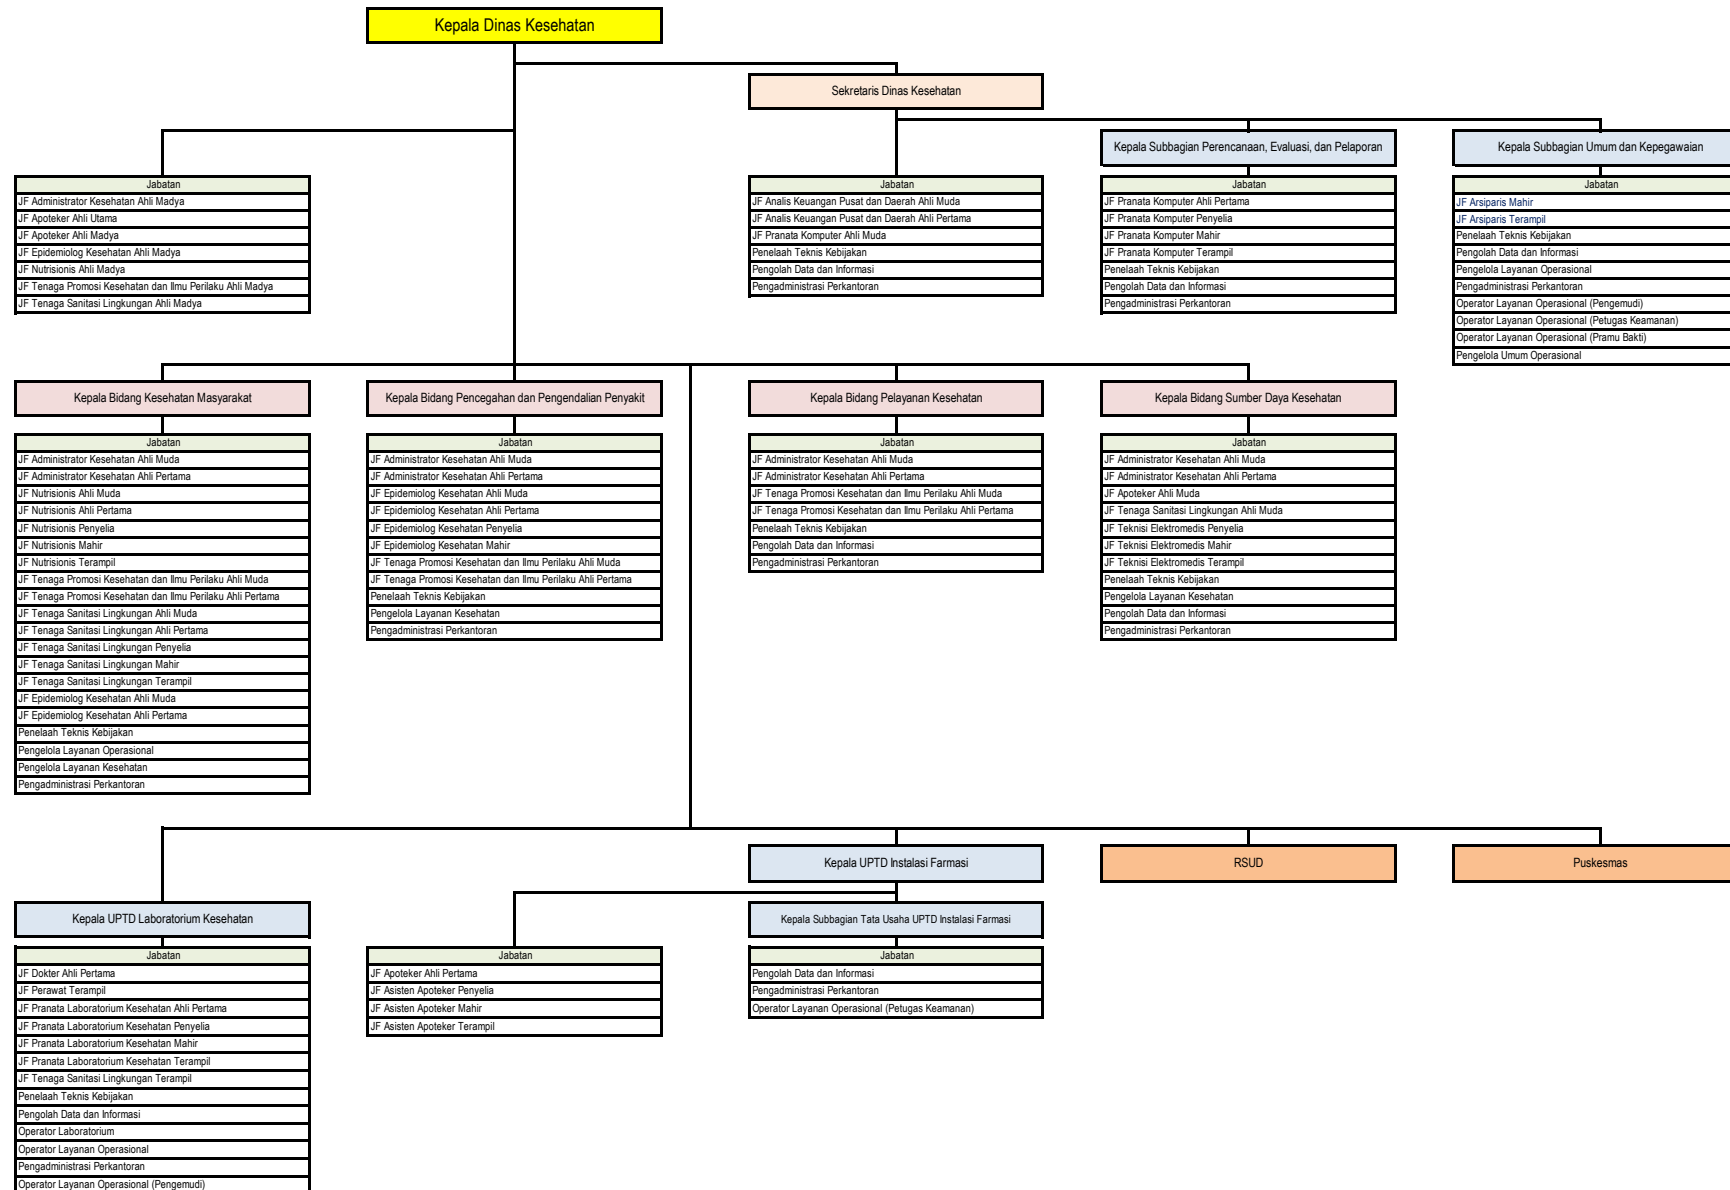 Kepala Dinas Kesehatan
Sekretaris Dinas Kesehatan
Kepala Subbagian Perencanaan, Evaluasi, dan Pelaporan
Kepala Subbagian Umum dan Kepegawaian
Jabatan
JF Administrator Kesehatan Ahli Madya
JF Apoteker Ahli Utama
JF Apoteker Ahli Madya
JF Epidemiolog Kesehatan Ahli Madya
JF Nutrisionis Ahli Madya
JF Tenaga Promosi Kesehatan dan Ilmu Perilaku Ahli Madya
JF Tenaga Sanitasi Lingkungan Ahli Madya
Jabatan
JF Analis Keuangan Pusat dan Daerah Ahli Muda
JF Analis Keuangan Pusat dan Daerah Ahli Pertama
JF Pranata Komputer Ahli Muda
Penelaah Teknis Kebijakan
Pengolah Data dan Informasi
Pengadministrasi Perkantoran
Jabatan
JF Pranata Komputer Ahli Pertama
JF Pranata Komputer Penyelia
JF Pranata Komputer Mahir
JF Pranata Komputer Terampil
Penelaah Teknis Kebijakan
Pengolah Data dan Informasi
Pengadministrasi Perkantoran
Jabatan
JF Arsiparis Mahir
JF Arsiparis Terampil
Penelaah Teknis Kebijakan
Pengolah Data dan Informasi
Pengelola Layanan Operasional
Pengadministrasi Perkantoran
Operator Layanan Operasional (Pengemudi)
Operator Layanan Operasional (Petugas Keamanan)
Operator Layanan Operasional (Pramu Bakti)
Pengelola Umum Operasional
Kepala Bidang Kesehatan Masyarakat
Kepala Bidang Pencegahan dan Pengendalian Penyakit
Kepala Bidang Pelayanan Kesehatan
Kepala Bidang Sumber Daya Kesehatan
Jabatan
JF Administrator Kesehatan Ahli Muda
JF Administrator Kesehatan Ahli Pertama
JF Nutrisionis Ahli Muda
JF Nutrisionis Ahli Pertama
JF Nutrisionis Penyelia
JF Nutrisionis Mahir
JF Nutrisionis Terampil
JF Tenaga Promosi Kesehatan dan Ilmu Perilaku Ahli Muda
JF Tenaga Promosi Kesehatan dan Ilmu Perilaku Ahli Pertama
JF Tenaga Sanitasi Lingkungan Ahli Muda
JF Tenaga Sanitasi Lingkungan Ahli Pertama
JF Tenaga Sanitasi Lingkungan Penyelia
JF Tenaga Sanitasi Lingkungan Mahir
JF Tenaga Sanitasi Lingkungan Terampil
JF Epidemiolog Kesehatan Ahli Muda
JF Epidemiolog Kesehatan Ahli Pertama
Penelaah Teknis Kebijakan
Pengelola Layanan Operasional
Pengelola Layanan Kesehatan
Pengadministrasi Perkantoran
Jabatan
JF Administrator Kesehatan Ahli Muda
JF Administrator Kesehatan Ahli Pertama
JF Epidemiolog Kesehatan Ahli Muda
JF Epidemiolog Kesehatan Ahli Pertama
JF Epidemiolog Kesehatan Penyelia
JF Epidemiolog Kesehatan Mahir
JF Tenaga Promosi Kesehatan dan Ilmu Perilaku Ahli Muda
JF Tenaga Promosi Kesehatan dan Ilmu Perilaku Ahli Pertama
Penelaah Teknis Kebijakan
Pengelola Layanan Kesehatan
Pengadministrasi Perkantoran
Jabatan
JF Administrator Kesehatan Ahli Muda
JF Administrator Kesehatan Ahli Pertama
JF Tenaga Promosi Kesehatan dan Ilmu Perilaku Ahli Muda
JF Tenaga Promosi Kesehatan dan Ilmu Perilaku Ahli Pertama
Penelaah Teknis Kebijakan
Pengolah Data dan Informasi
Pengadministrasi Perkantoran
Jabatan
JF Administrator Kesehatan Ahli Muda
JF Administrator Kesehatan Ahli Pertama
JF Apoteker Ahli Muda
JF Tenaga Sanitasi Lingkungan Ahli Muda
JF Teknisi Elektromedis Penyelia
JF Teknisi Elektromedis Mahir
JF Teknisi Elektromedis Terampil
Penelaah Teknis Kebijakan
Pengelola Layanan Kesehatan
Pengolah Data dan Informasi
Pengadministrasi Perkantoran
Kepala UPTD Instalasi Farmasi
RSUD
Puskesmas
Kepala UPTD Laboratorium Kesehatan
Kepala Subbagian Tata Usaha UPTD Instalasi Farmasi
Jabatan
JF Dokter Ahli Pertama
JF Perawat Terampil
JF Pranata Laboratorium Kesehatan Ahli Pertama
JF Pranata Laboratorium Kesehatan Penyelia
JF Pranata Laboratorium Kesehatan Mahir
JF Pranata Laboratorium Kesehatan Terampil
JF Tenaga Sanitasi Lingkungan Terampil
Penelaah Teknis Kebijakan
Pengolah Data dan Informasi
Operator Laboratorium
Operator Layanan Operasional
Pengadministrasi Perkantoran
Operator Layanan Operasional (Pengemudi)
Jabatan
JF Apoteker Ahli Pertama
JF Asisten Apoteker Penyelia
JF Asisten Apoteker Mahir
JF Asisten Apoteker Terampil
Jabatan
Pengolah Data dan Informasi
Pengadministrasi Perkantoran
Operator Layanan Operasional (Petugas Keamanan)